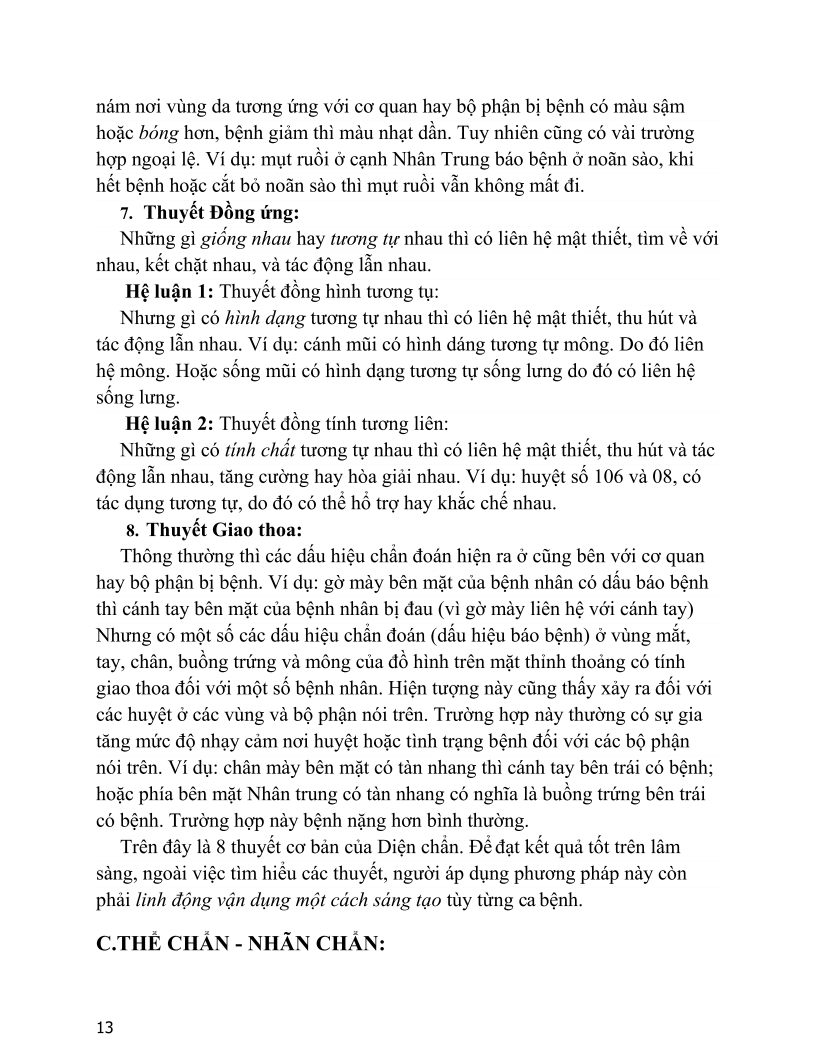 nám nơi vùng da tương ứng với cơ quan hay bộ phận bị bệnh có màu sậm
hoặc bóng hơn, bệnh giảm thì màu nhạt dần. Tuy nhiên cũng có vài trường
hợp ngoại lệ. Ví dụ: mụt ruồi ở cạnh Nhân Trung báo bệnh ở noãn sào, khi
hết bệnh hoặc cắt bỏ noãn sào thì mụt ruồi vẫn không mất đi.
7. Thuyết Đồng ứng:
Những gì giống nhau hay tương tự nhau thì có liên hệ mật thiết, tìm về với
nhau, kết chặt nhau, và tác động lẫn nhau.
Hệ luận 1: Thuyết đồng hình tương tụ:
Nhưng gì có hình dạng tương tự nhau thì có liên hệ mật thiết, thu hút và
tác động lẫn nhau. Ví dụ: cánh mũi có hình dáng tương tự mông. Do đó liên
hệ mông. Hoặc sống mũi có hình dạng tương tự sống lưng do đó có liên hệ
sống lưng.
Hệ luận 2: Thuyết đồng tính tương liên:
Những gì có tính chất tương tự nhau thì có liên hệ mật thiết, thu hút và tác
động lẫn nhau, tăng cường hay hòa giải nhau. Ví dụ: huyệt số 106 và 08, có
tác dụng tương tự, do đó có thể hổ trợ hay khắc chế nhau.
8. Thuyết Giao thoa:
Thông thường thì các dấu hiệu chẩn đoán hiện ra ở cũng bên với cơ quan
hay bộ phận bị bệnh. Ví dụ: gờ mày bên mặt của bệnh nhân có dấu báo bệnh
thì cánh tay bên mặt của bệnh nhân bị đau (vì gờ mày liên hệ với cánh tay)
Nhưng có một số các dấu hiệu chẩn đoán (dấu hiệu báo bệnh) ở vùng mắt,
tay, chân, buồng trứng và mông của đồ hình trên mặt thỉnh thoảng có tính
giao thoa đối với một số bệnh nhân. Hiện tượng này cũng thấy xảy ra đối với
các huyệt ở các vùng và bộ phận nói trên. Trường hợp này thường có sự gia
tăng mức độ nhạy cảm nơi huyệt hoặc tình trạng bệnh đối với các bộ phận
nói trên. Ví dụ: chân mày bên mặt có tàn nhang thì cánh tay bên trái có bệnh;
hoặc phía bên mặt Nhân trung có tàn nhang có nghĩa là buồng trứng bên trái
có bệnh. Trường hợp này bệnh nặng hơn bình thường.
Trên đây là 8 thuyết cơ bản của Diện chẩn. Để đạt kết quả tốt trên lâm
sàng, ngoài việc tìm hiểu các thuyết, người áp dụng phương pháp này còn
phải linh động vận dụng một cách sáng tạo tùy từng ca bệnh.
C.THỂ CHẨN - NHÃN CHẨN:
13